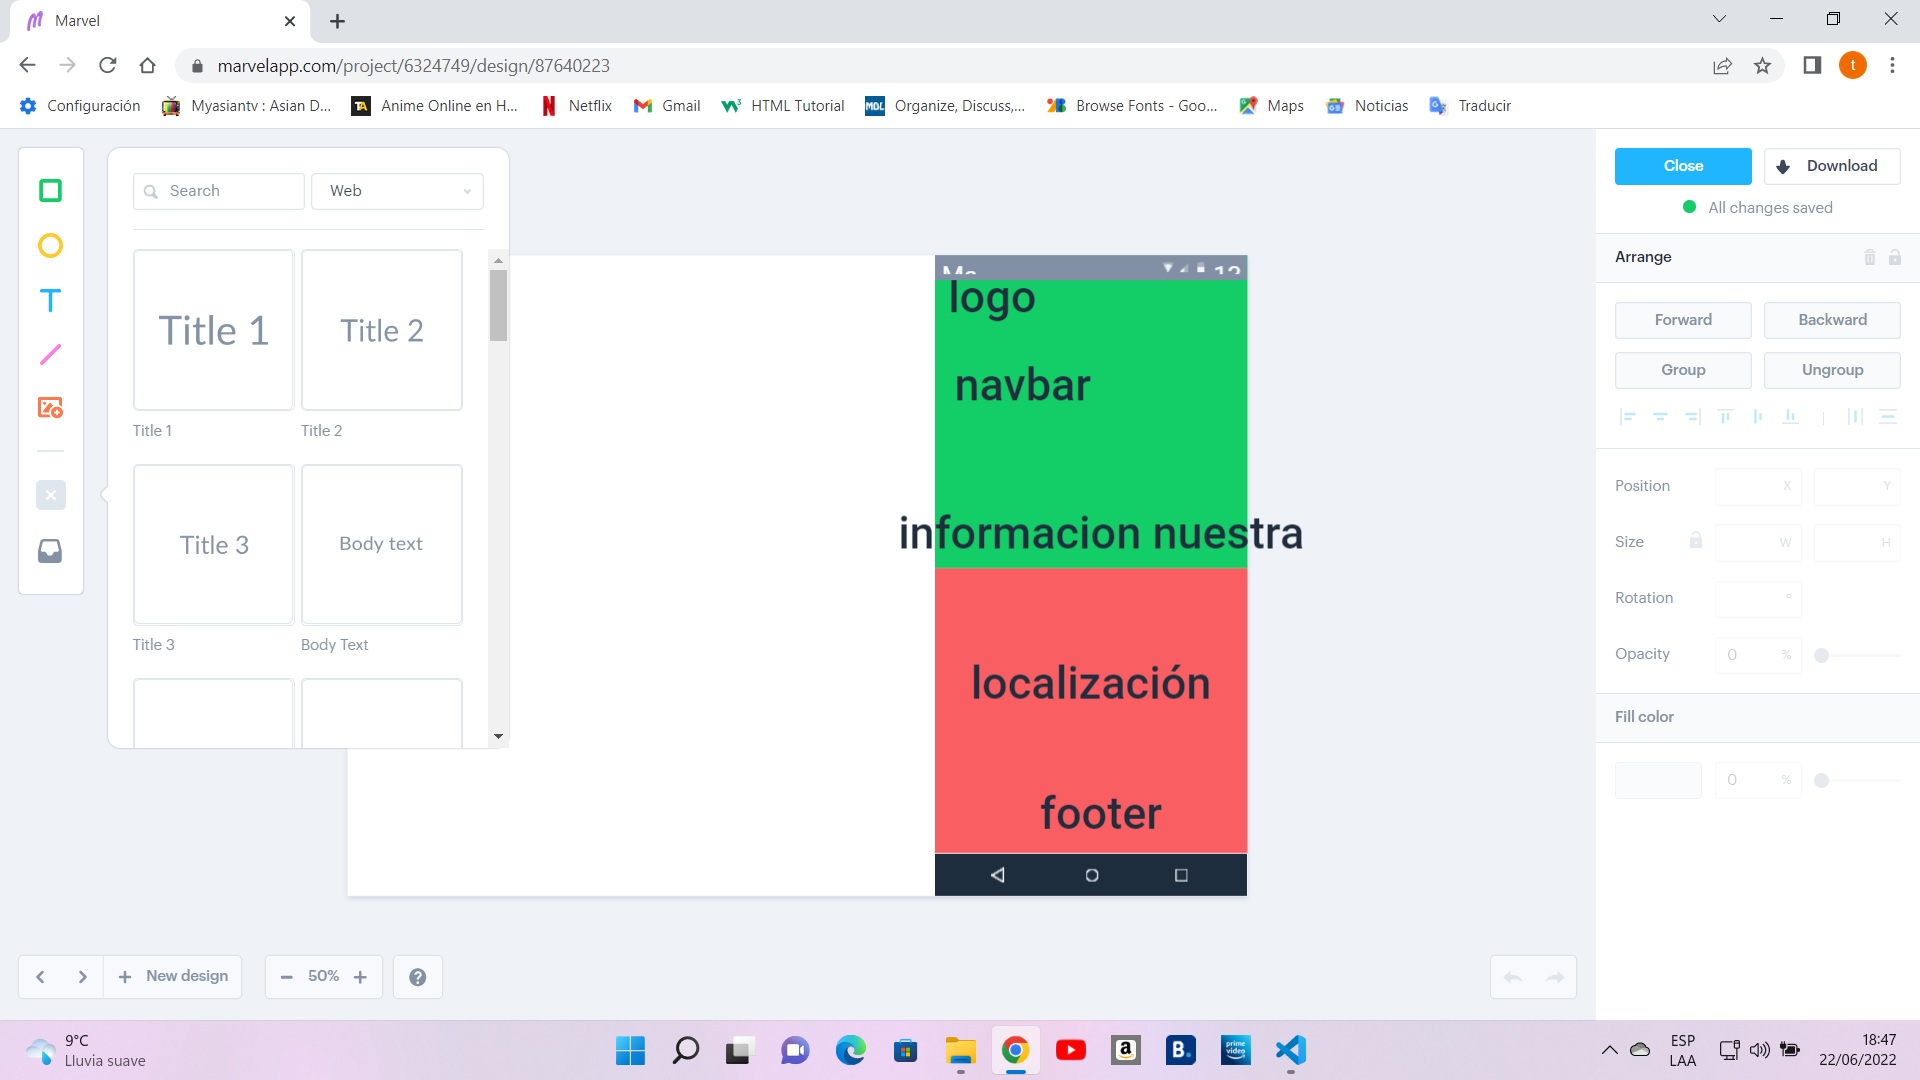 Marvel
marvelapp.com/project/6324749/design/87640223
t
Configuración
Myasiantv : Asian D...
TA
Anime Online en H...
Netflix
Gmail
HTML Tutorial
MDL
Organize, Discuss,...
Browse Fonts - Goo...
Maps
Noticias
Traducir
Search
Web
Close
Download
All changes saved
Title 1
Title 2
Title 1
Title 2
Title 3
Body text
Title 3
Body Text
logo
navbar
informacion nuestra
localización
footer
Arrange
Forward
Backward
Group
Ungroup
Position
X
Y
Size
W
H
Rotation
°
Opacity
0
%
Fill color
0
%
New design
50%
9°C
Lluvia suave
a
B.
prime video
ESP
LAA
18:47
22/06/2022